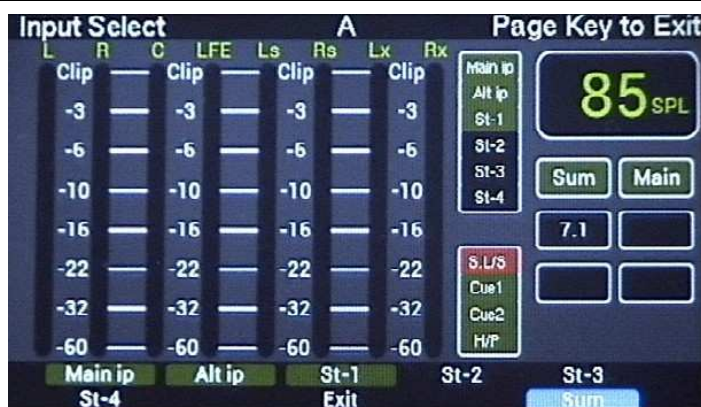 Input Select A Page Key to Exit
L R C LFE Ls Rs Lx Rx
Clip Clip Clip Clip
-3 -3 -3 -3
-6 -6 -6 -6
-10 -10 -10 -10
-16 -16 -16 -16
-22 -22 -22 -22
-32 -32 -32 -32
-60 -60 -60 -60
Main ip
Alt ip
St-1
St-2
St-3
St-4
S.L/S
Cue1
Cue2
H/P
85 SPL
Sum Main
7.1
Main ip Alt ip St-1 St-2 St-3
St-4 Exit Sum